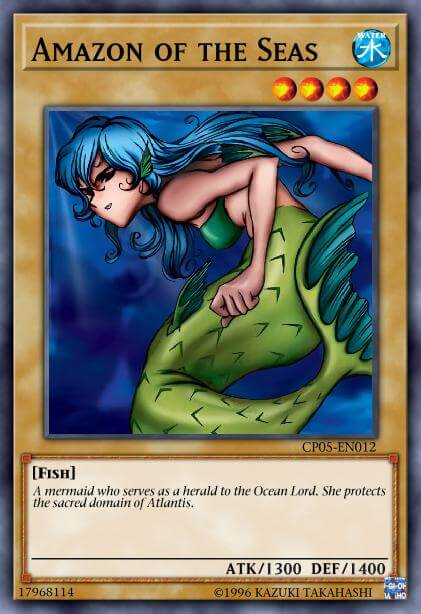 AMAZON OF THE SEAS
WATER
水
CP05-EN012
[FISH]
A mermaid who serves as a herald to the Ocean Lord. She protects
the sacred domain of Atlantis.
ATK/1300 DEF/1400
17968114
©1996 KAZUKI TAKAHASHI